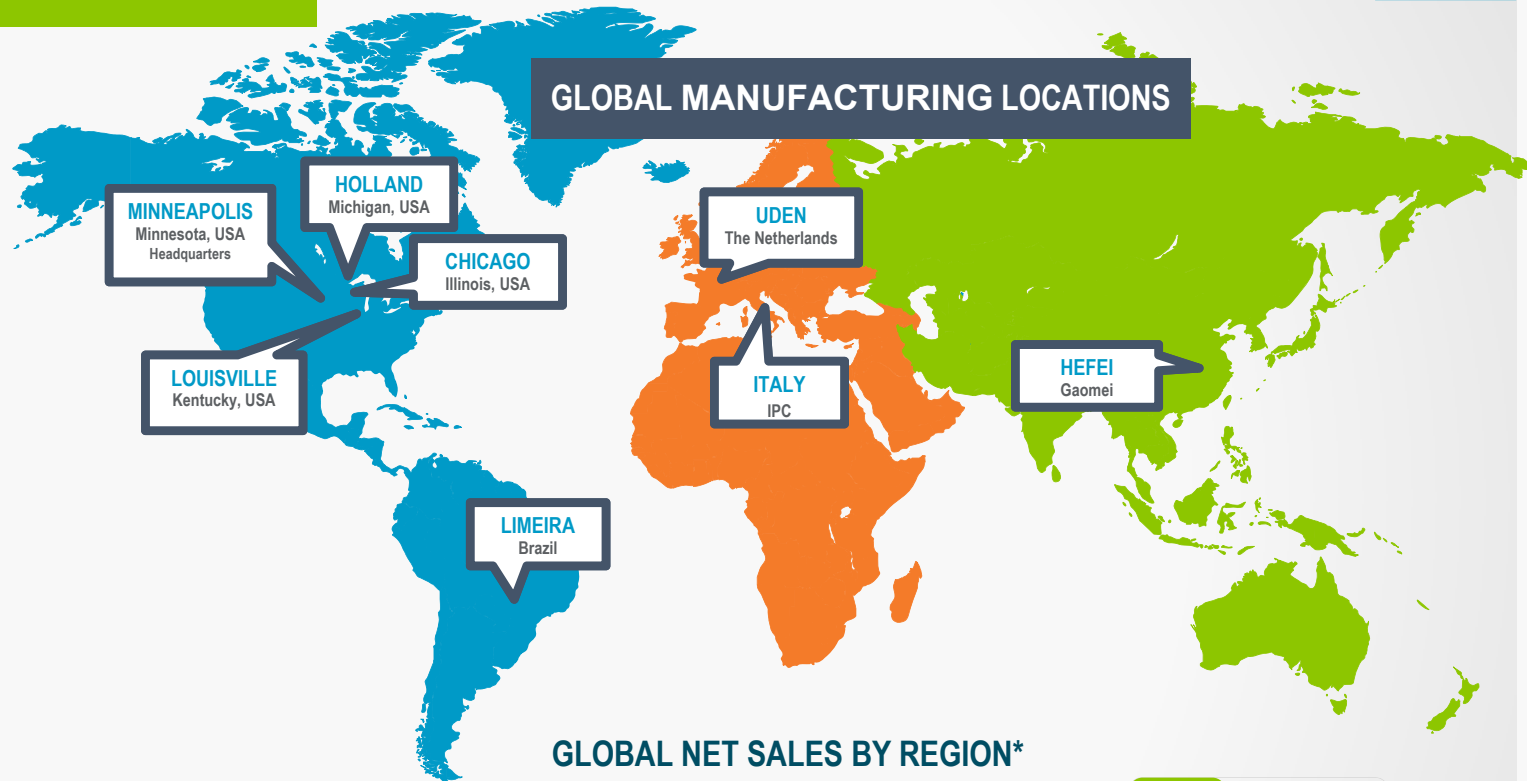 GLOBAL MANUFACTURING LOCATIONS
HOLLAND
Michigan, USA
MINNEAPOLIS
Minnesota, USA
Headquarters
CHICAGO
Illinois, USA
LOUISVILLE
Kentucky, USA
UDEN
The Netherlands
ITALY
IPC
HEFEI
Gaomei
LIMEIRA
Brazil
GLOBAL NET SALES BY REGION*